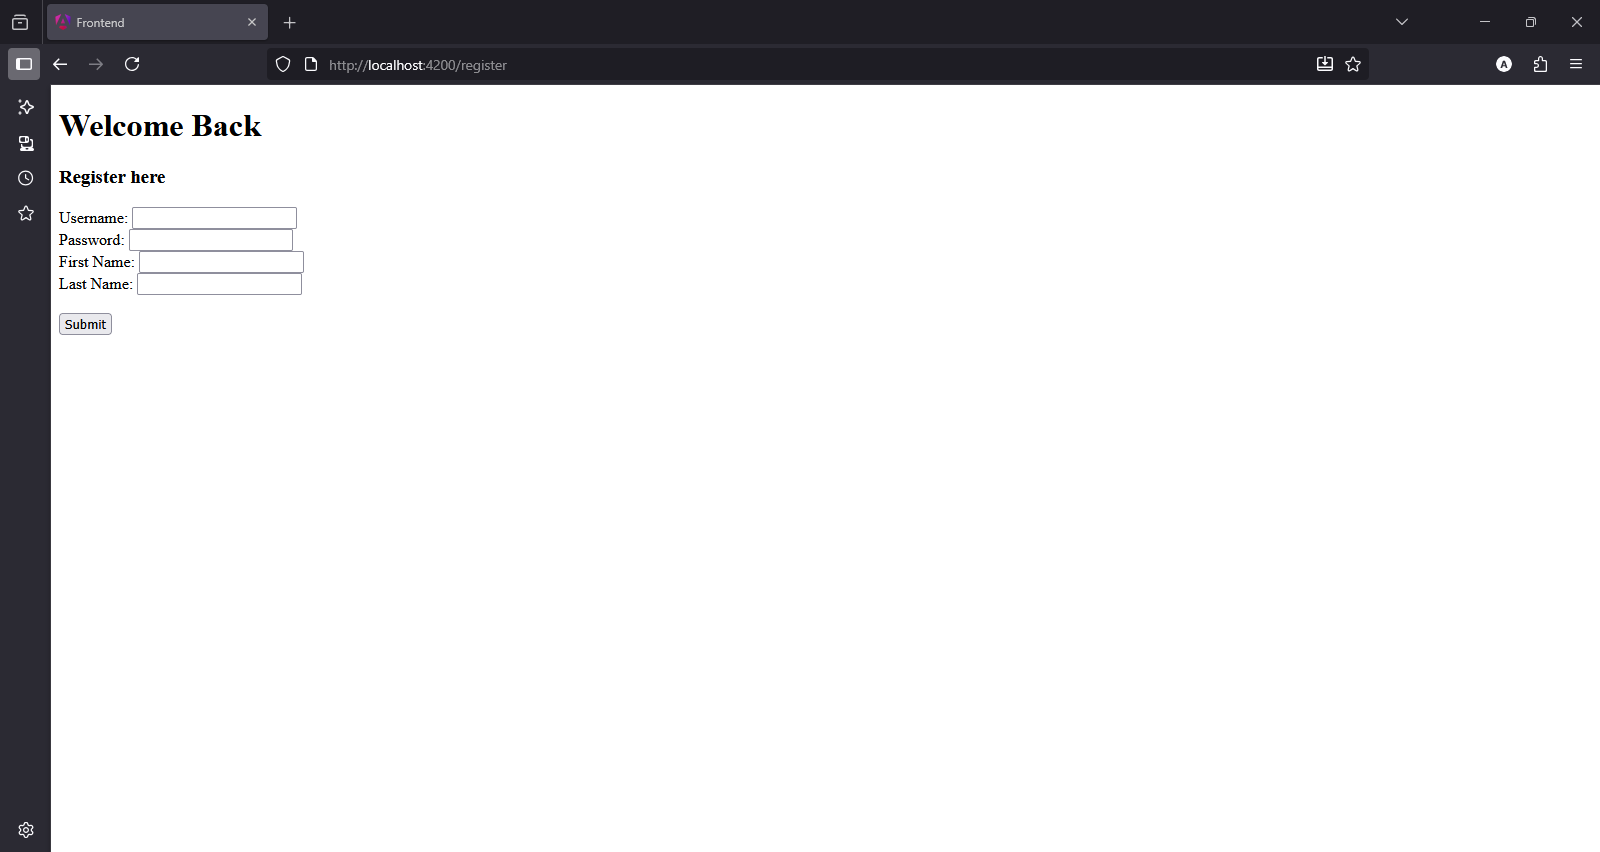 Frontend
http://localhost:4200/register
A
Welcome Back
Register here
Username:
Password:
First Name:
Last Name:
Submit